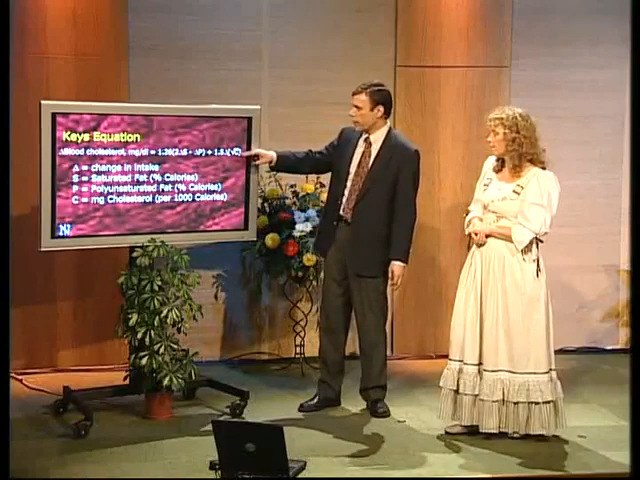 Keys Equation
ΔBlood cholesterol, mg/dl = 1.26(2ΔS - ΔP) + 1.5Δ(√C)
Δ = change in intake
S = Saturated Fat (% Calories)
P = Polyunsaturated Fat (% Calories)
C = mg Cholesterol (per 1000 Calories)